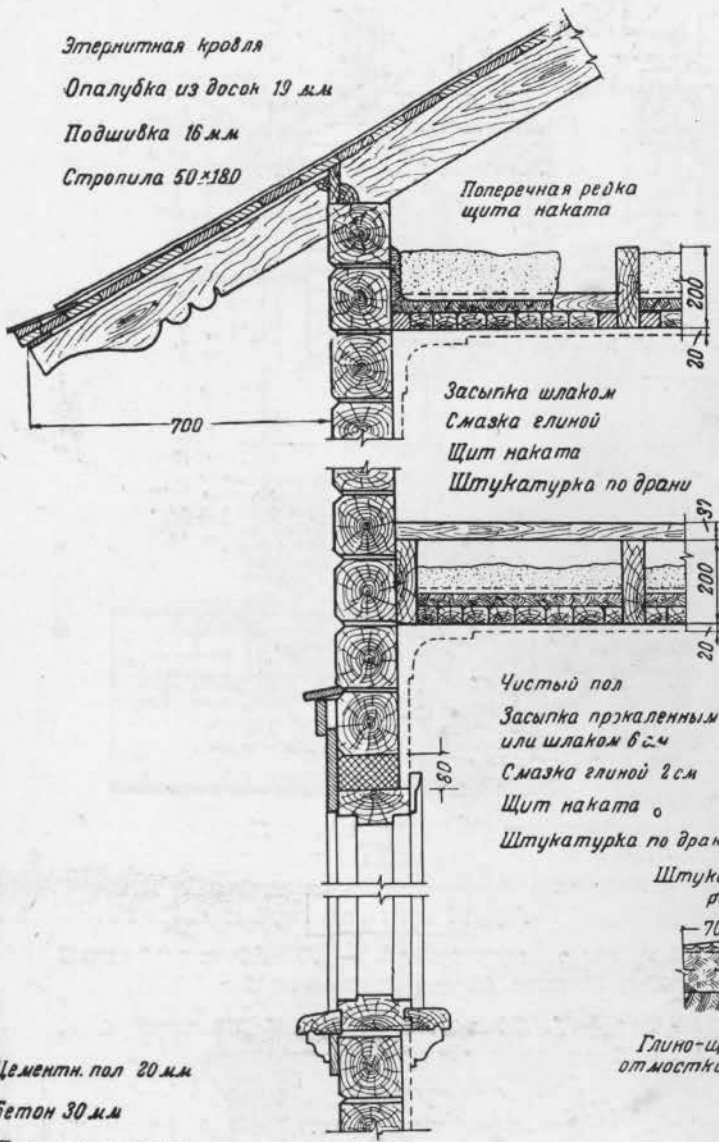 Этернитная кровля
Опалубка из досок 19 мм
Подшивка 16 мм
Стропила 50×180
Поперечная редка
щита наката
200
20
700
Засыпка шлаком
Смазка глиной
Щит наката
Штукатурка по драни
37
200
20
Чистый пол
Засыпка прокаленным
или шлаком 6 см
Смазка глиной 2 см
Щит наката
Штукатурка по дран
80
Штук
70
Глино-щ
отмостк
Цементн. пол 20 мм
Бетон 30 мм